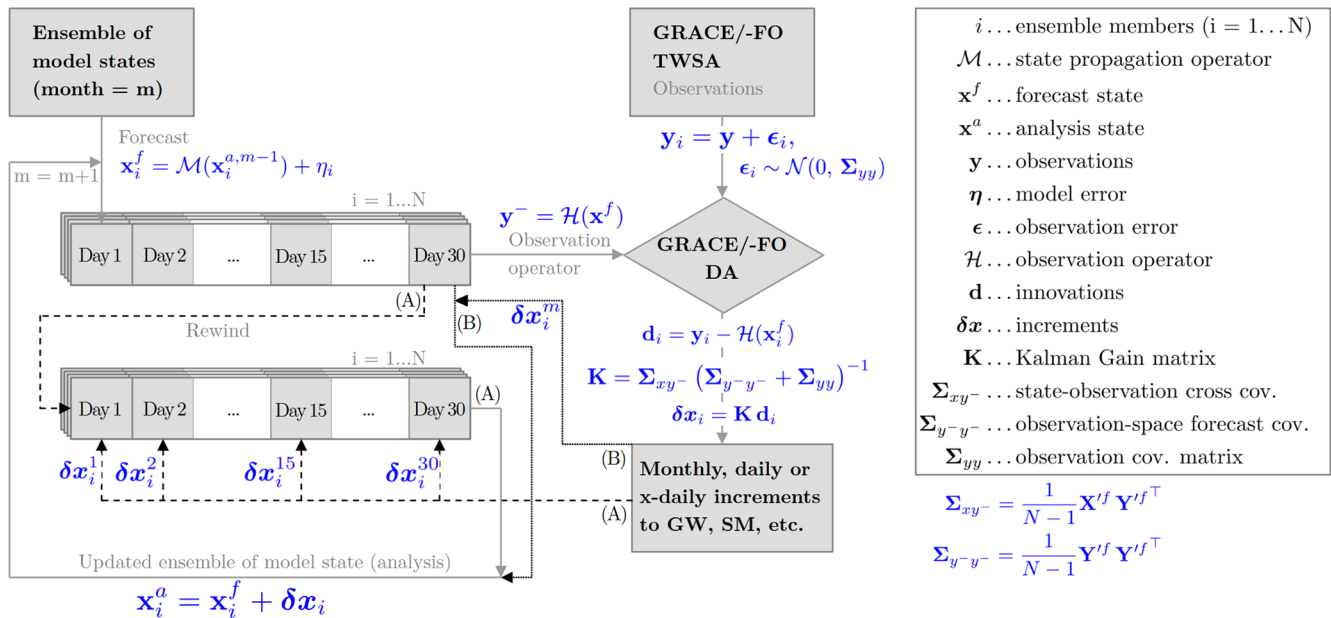 Ensemble of
model states
(month = m)
Forecast
x_i^f = ℳ(x_i^{a,m−1}) + η_i
m = m+1
i = 1...N
Day 1 Day 2 ... Day 15 ... Day 30
(A)
(B)
Rewind
i = 1...N
Day 1 Day 2 ... Day 15 ... Day 30
(A)
δx_i^1 δx_i^2 δx_i^{15} δx_i^{30}
Updated ensemble of model state (analysis)
x_i^a = x_i^f + δx_i
GRACE/-FO
TWSA
Observations
y_i = y + ϵ_i,
ϵ_i ∼ 𝒩(0, Σ_{yy})
y^− = ℋ(x^f)
Observation
operator
GRACE/-FO
DA
δx_i^m
d_i = y_i − ℋ(x_i^f)
K = Σ_{xy^−} (Σ_{y^−y^−} + Σ_{yy})^{−1}
δx_i = K d_i
(B)
(A)
Monthly, daily or
x-daily increments
to GW, SM, etc.
i ... ensemble members (i = 1...N)
ℳ ... state propagation operator
x^f ... forecast state
x^a ... analysis state
y ... observations
η ... model error
ϵ ... observation error
ℋ ... observation operator
d ... innovations
δx ... increments
K ... Kalman Gain matrix
Σ_{xy^−} ... state-observation cross cov.
Σ_{y^−y^−} ... observation-space forecast cov.
Σ_{yy} ... observation cov. matrix
Σ_{xy^−} = 1/(N − 1) X′^f Y′^{f⊤}
Σ_{y^−y^−} = 1/(N − 1) Y′^f Y′^{f⊤}